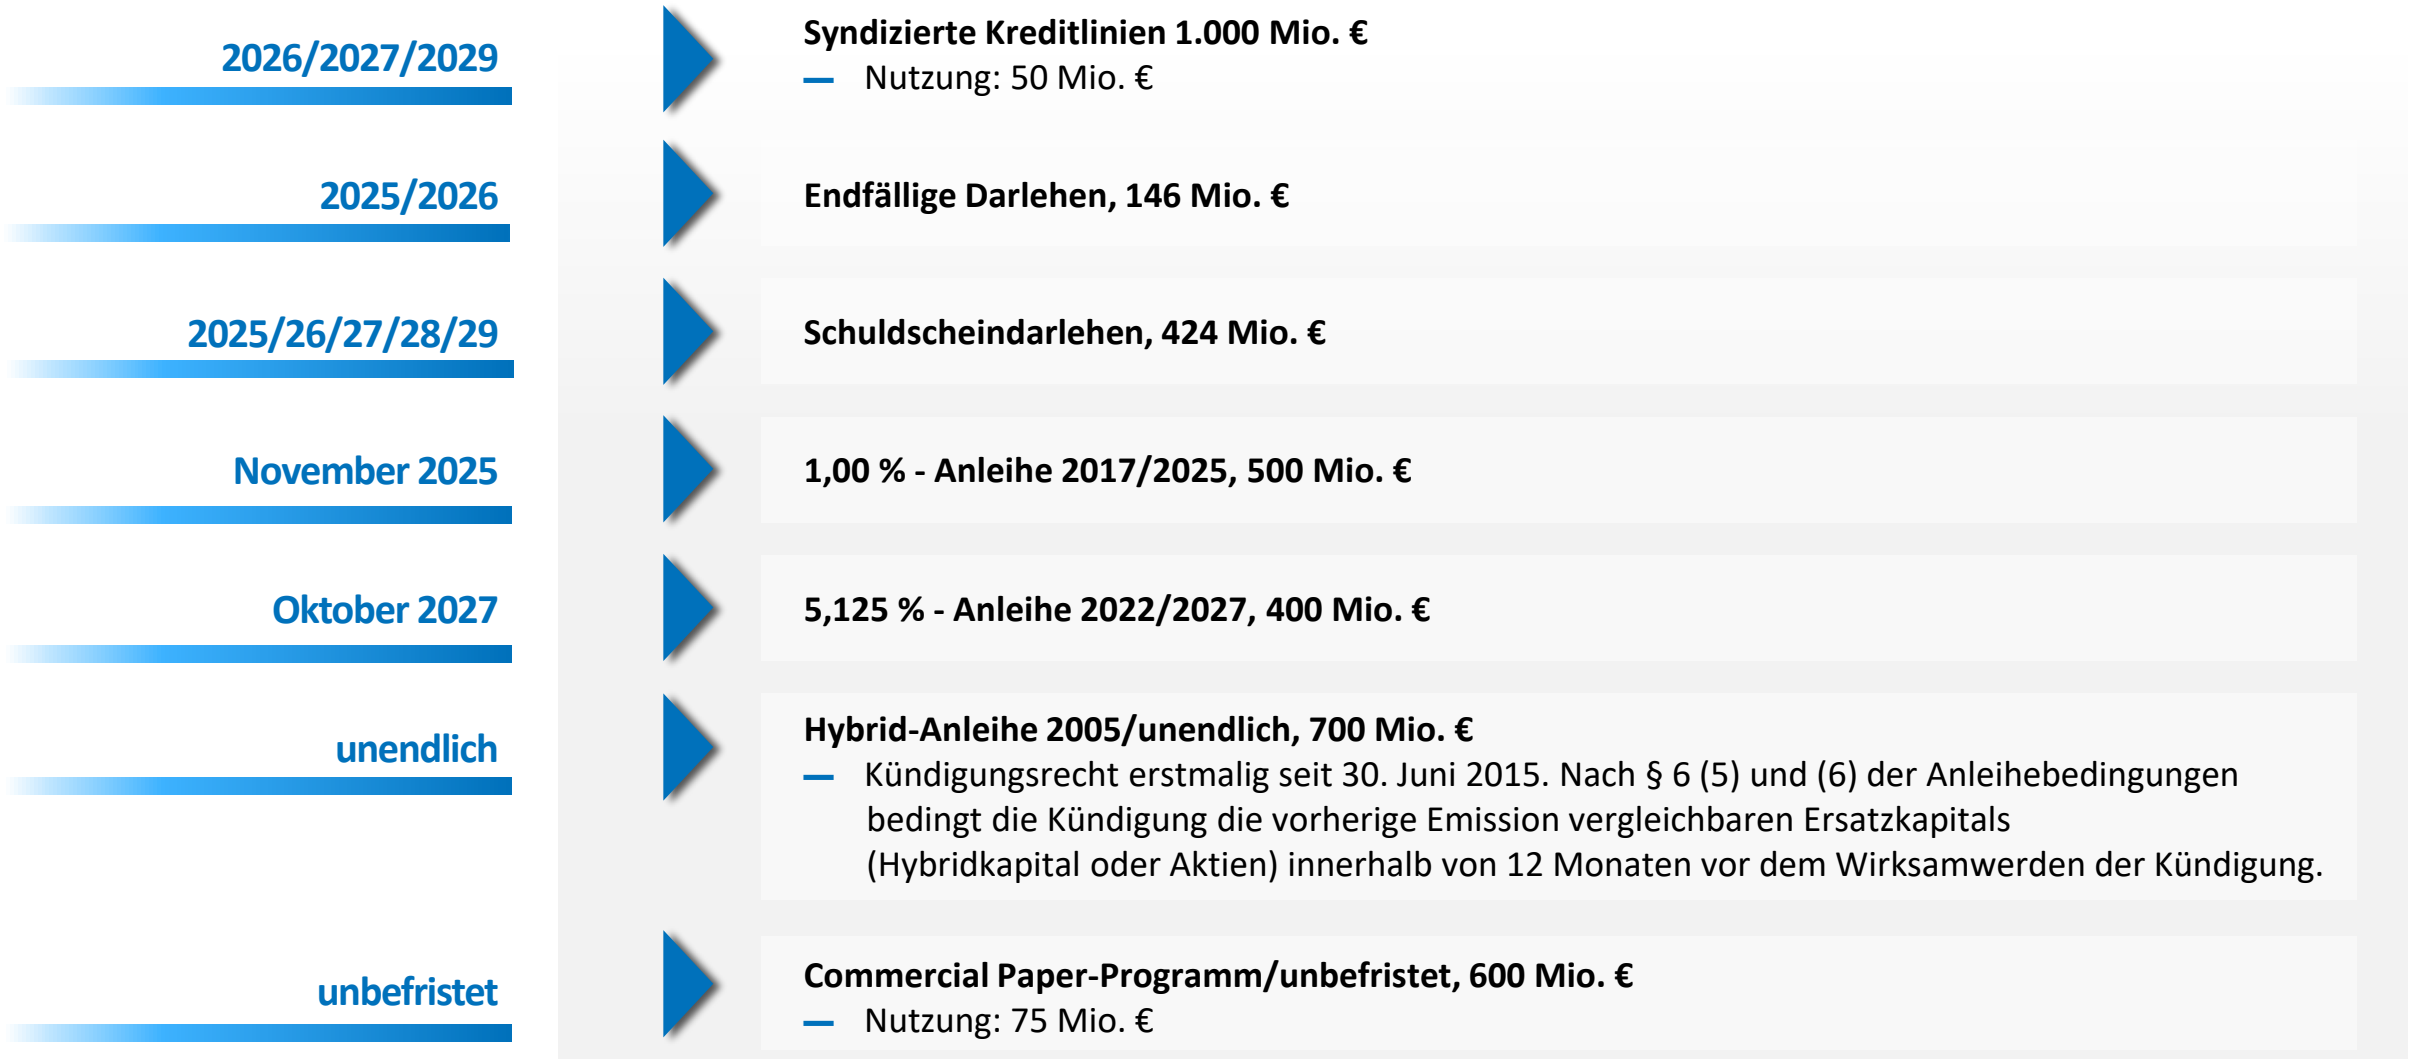 2026/2027/2029
Syndizierte Kreditlinien 1.000 Mio. €
— Nutzung: 50 Mio. €
2025/2026
Endfällige Darlehen, 146 Mio. €
2025/26/27/28/29
Schuldscheindarlehen, 424 Mio. €
November 2025
1,00 % - Anleihe 2017/2025, 500 Mio. €
Oktober 2027
5,125 % - Anleihe 2022/2027, 400 Mio. €
unendlich
Hybrid-Anleihe 2005/unendlich, 700 Mio. €
— Kündigungsrecht erstmalig seit 30. Juni 2015. Nach § 6 (5) und (6) der Anleihebedingungen
bedingt die Kündigung die vorherige Emission vergleichbaren Ersatzkapitals
(Hybridkapital oder Aktien) innerhalb von 12 Monaten vor dem Wirksamwerden der Kündigung.
unbefristet
Commercial Paper-Programm/unbefristet, 600 Mio. €
— Nutzung: 75 Mio. €